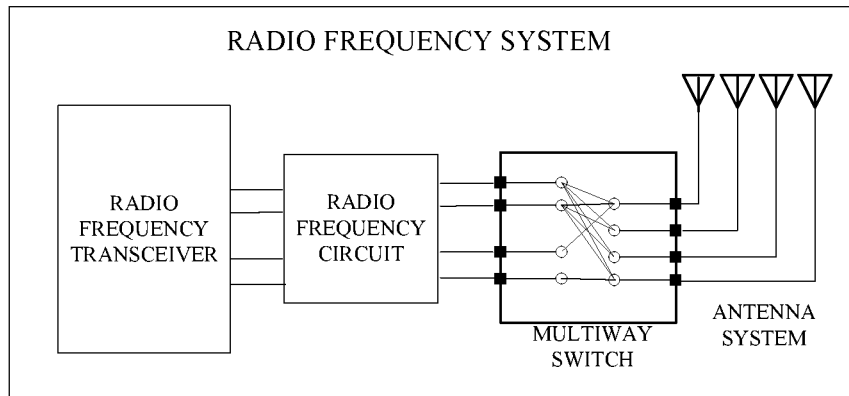 RADIO FREQUENCY SYSTEM
RADIO
FREQUENCY
TRANSCEIVER
RADIO
FREQUENCY
CIRCUIT
MULTIWAY
SWITCH
ANTENNA
SYSTEM